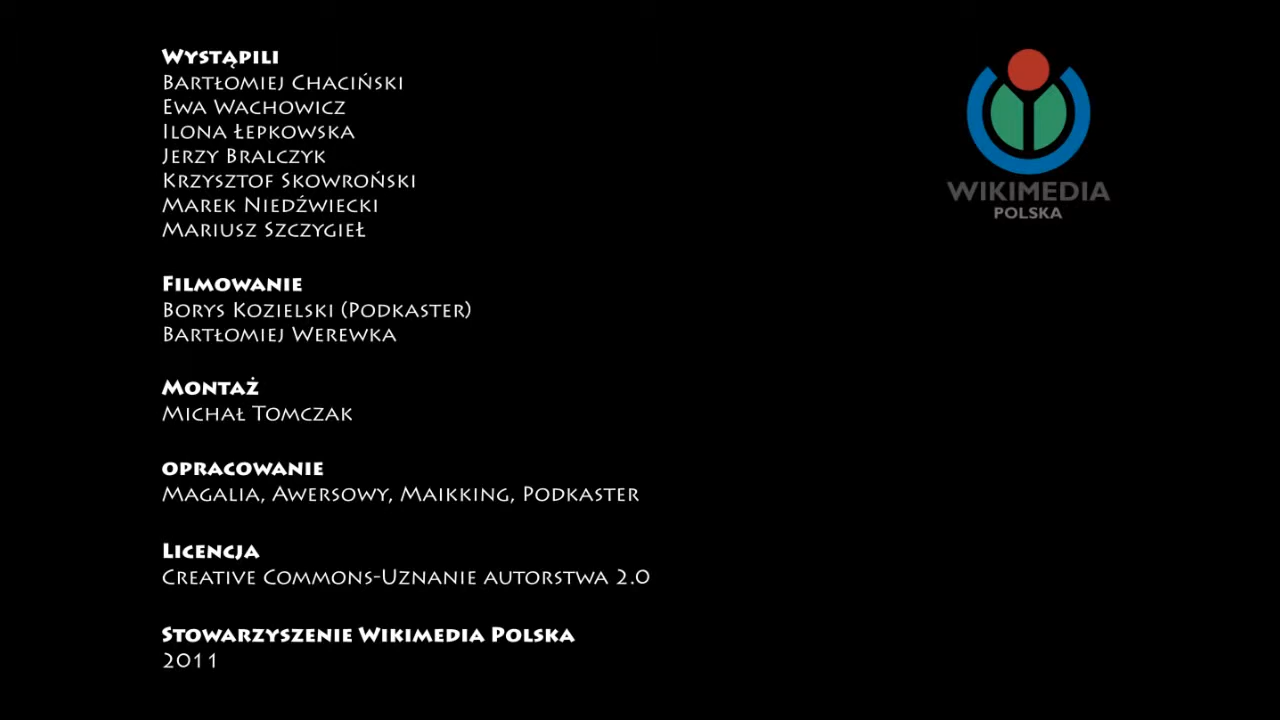 Wystąpili
Bartłomiej Chaciński
Ewa Wachowicz
Ilona Łepkowska
Jerzy Bralczyk
Krzysztof Skowroński
Marek Niedźwiecki
Mariusz Szczygieł
Filmowanie
Borys Kozielski (Podkaster)
Bartłomiej Werewka
Montaż
Michał Tomczak
opracowanie
Magalia, Awersowy, Maikking, Podkaster
Licencja
Creative Commons-Uznanie autorstwa 2.0
Stowarzyszenie Wikimedia Polska
2011
WIKIMEDIA
POLSKA